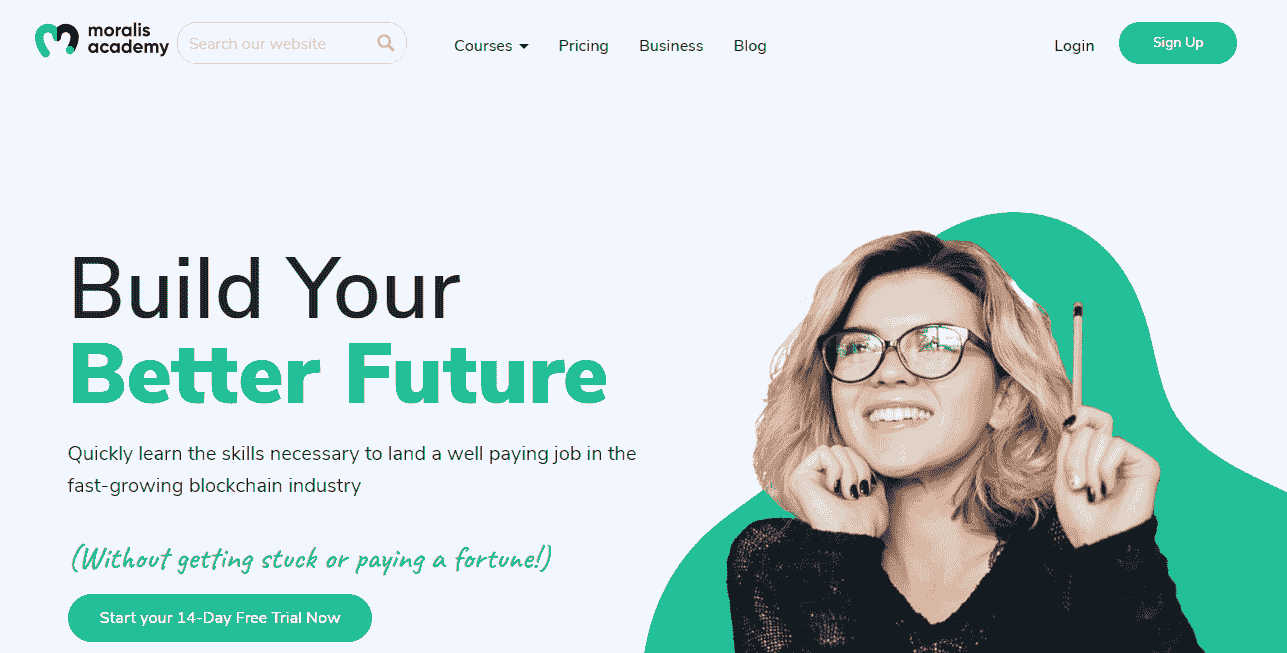 moralis
academy
Search our website
Courses
Pricing
Business
Blog
Login
Sign Up
Build Your
Better Future
Quickly learn the skills necessary to land a well paying job in the
fast-growing blockchain industry
(Without getting stuck or paying a fortune!)
Start your 14-Day Free Trial Now